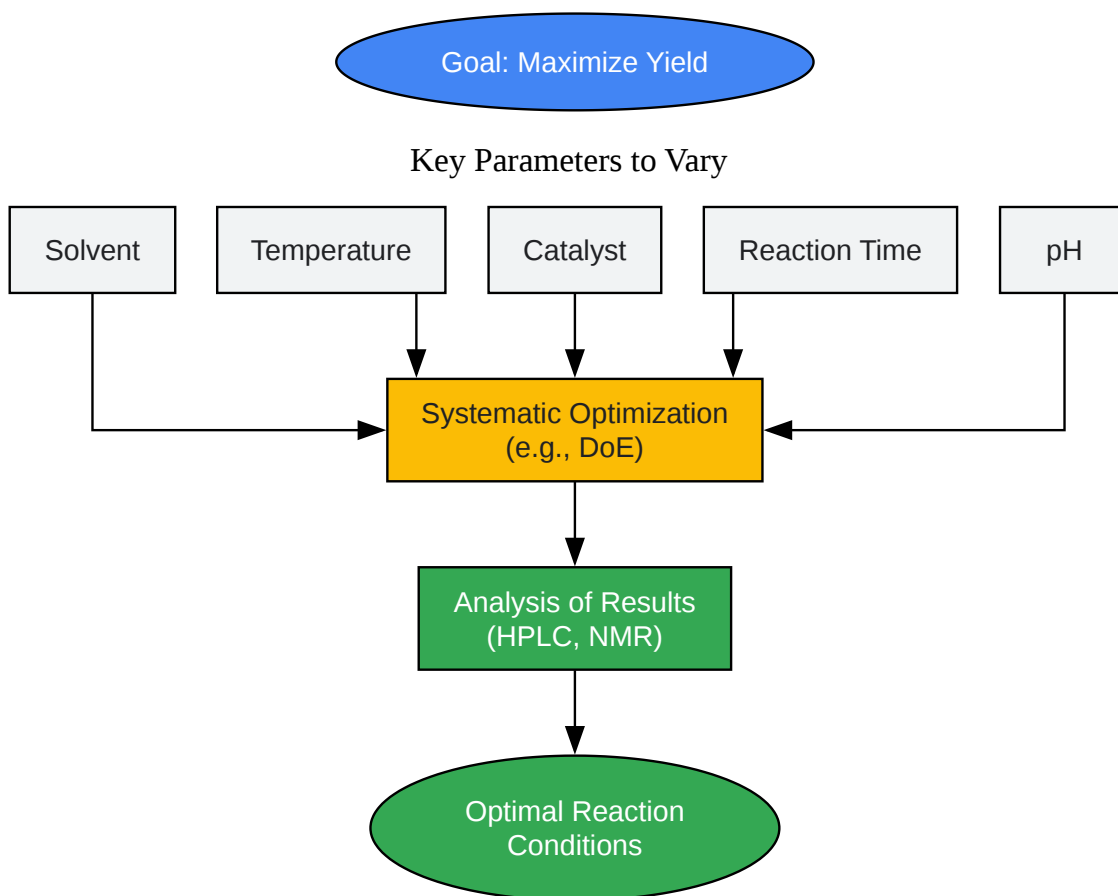 Goal: Maximize Yield
Key Parameters to Vary
Solvent
Temperature
Catalyst
Reaction Time
pH
Systematic Optimization
(e.g., DoE)
Analysis of Results
(HPLC, NMR)
Optimal Reaction
Conditions